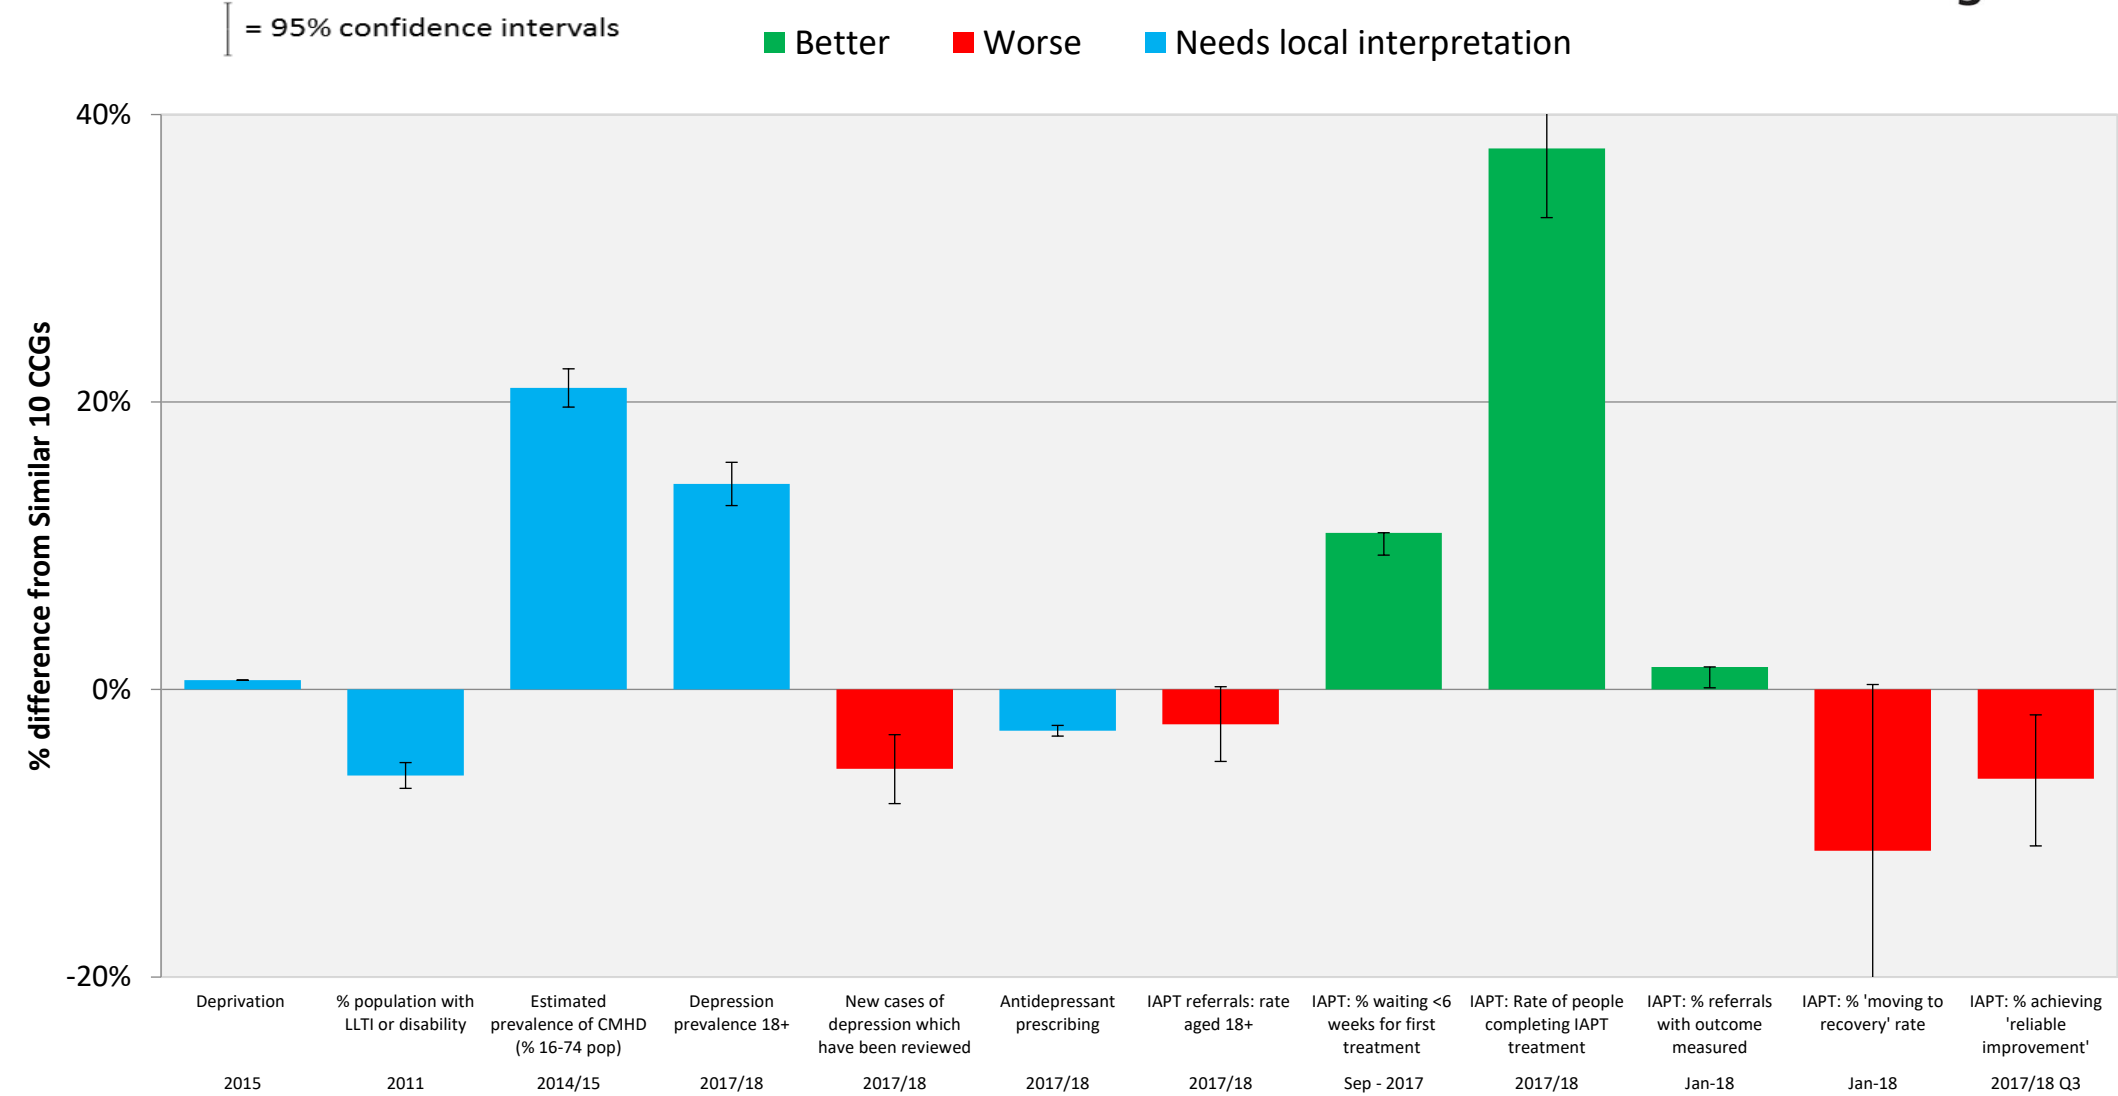 = 95% confidence intervals
Better
Worse
Needs local interpretation
40%
20%
0%
-20%
% difference from Similar 10 CCGs
Deprivation
2015
% population with
LLTI or disability
2011
Estimated
prevalence of CMHD
(% 16-74 pop)
2014/15
Depression
prevalence 18+
2017/18
New cases of
depression which
have been reviewed
2017/18
Antidepressant
prescribing
2017/18
IAPT referrals: rate
aged 18+
2017/18
IAPT: % waiting <6
weeks for first
treatment
Sep - 2017
IAPT: Rate of people
completing IAPT
treatment
2017/18
IAPT: % referrals
with outcome
measured
Jan-18
IAPT: % 'moving to
recovery' rate
Jan-18
IAPT: % achieving
'reliable
improvement'
2017/18 Q3